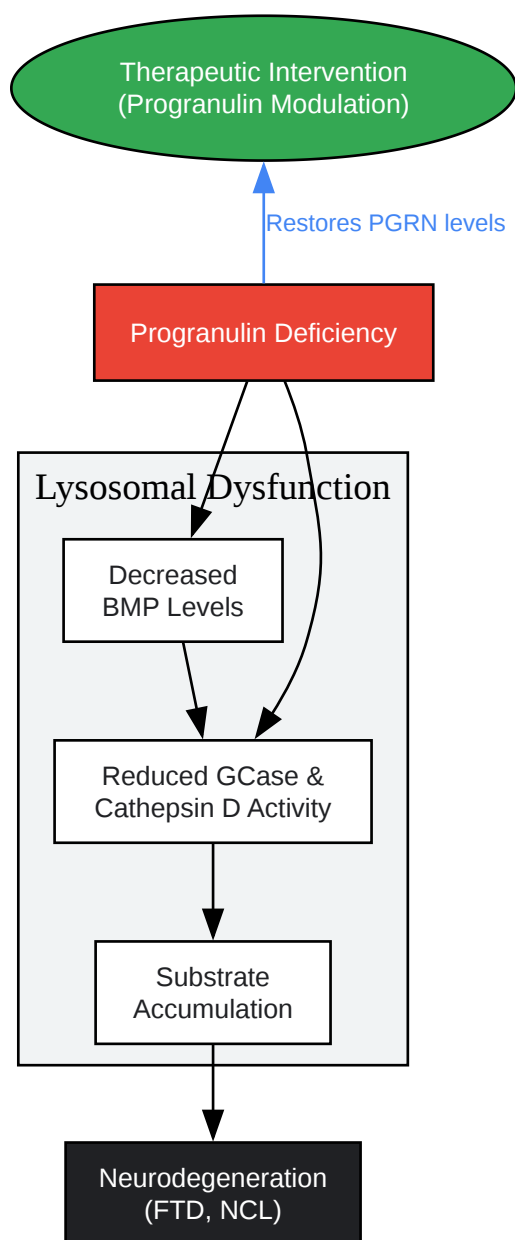 Therapeutic Intervention
(Progranulin Modulation)
Restores PGRN levels
Progranulin Deficiency
Lysosomal Dysfunction
Decreased
BMP Levels
Reduced GCase &
Cathepsin D Activity
Substrate
Accumulation
Neurodegeneration
(FTD, NCL)